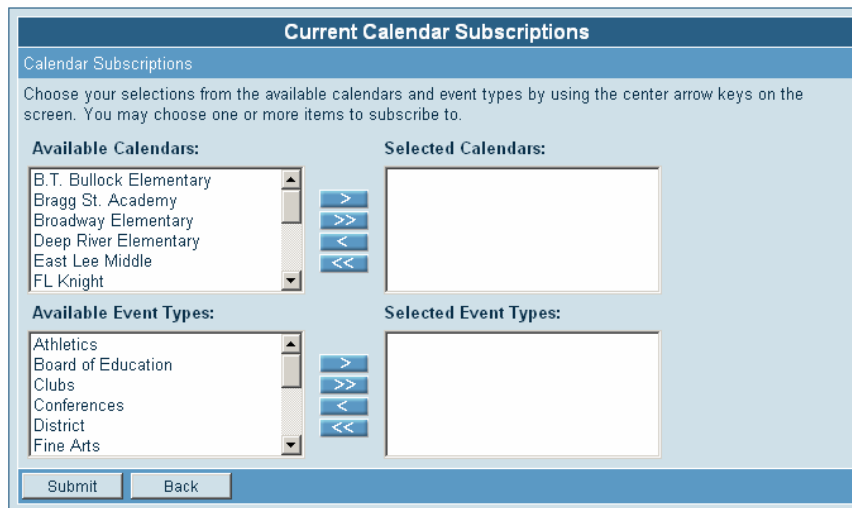 Current Calendar Subscriptions
Calendar Subscriptions
Choose your selections from the available calendars and event types by using the center arrow keys on the
screen. You may choose one or more items to subscribe to.
Available Calendars:
Selected Calendars:
B.T. Bullock Elementary
Bragg St. Academy
Broadway Elementary
Deep River Elementary
East Lee Middle
FL Knight
>
>>
<
<<
Available Event Types:
Selected Event Types:
Athletics
Board of Education
Clubs
Conferences
District
Fine Arts
>
>>
<
<<
Submit
Back